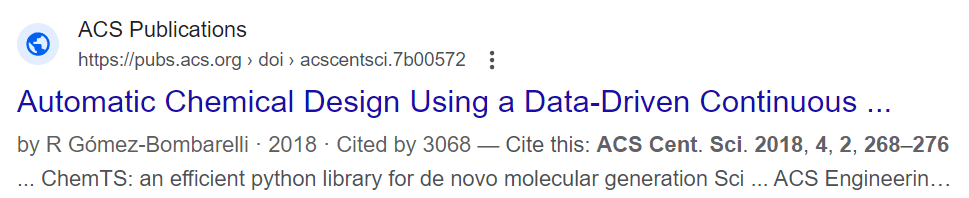 ACS Publications
https://pubs.acs.org › doi › acscentsci.7b00572
Automatic Chemical Design Using a Data-Driven Continuous ...
by R Gómez-Bombarelli · 2018 · Cited by 3068 — Cite this: ACS Cent. Sci. 2018, 4, 2, 268–276
... ChemTS: an efficient python library for de novo molecular generation Sci ... ACS Engineerin…